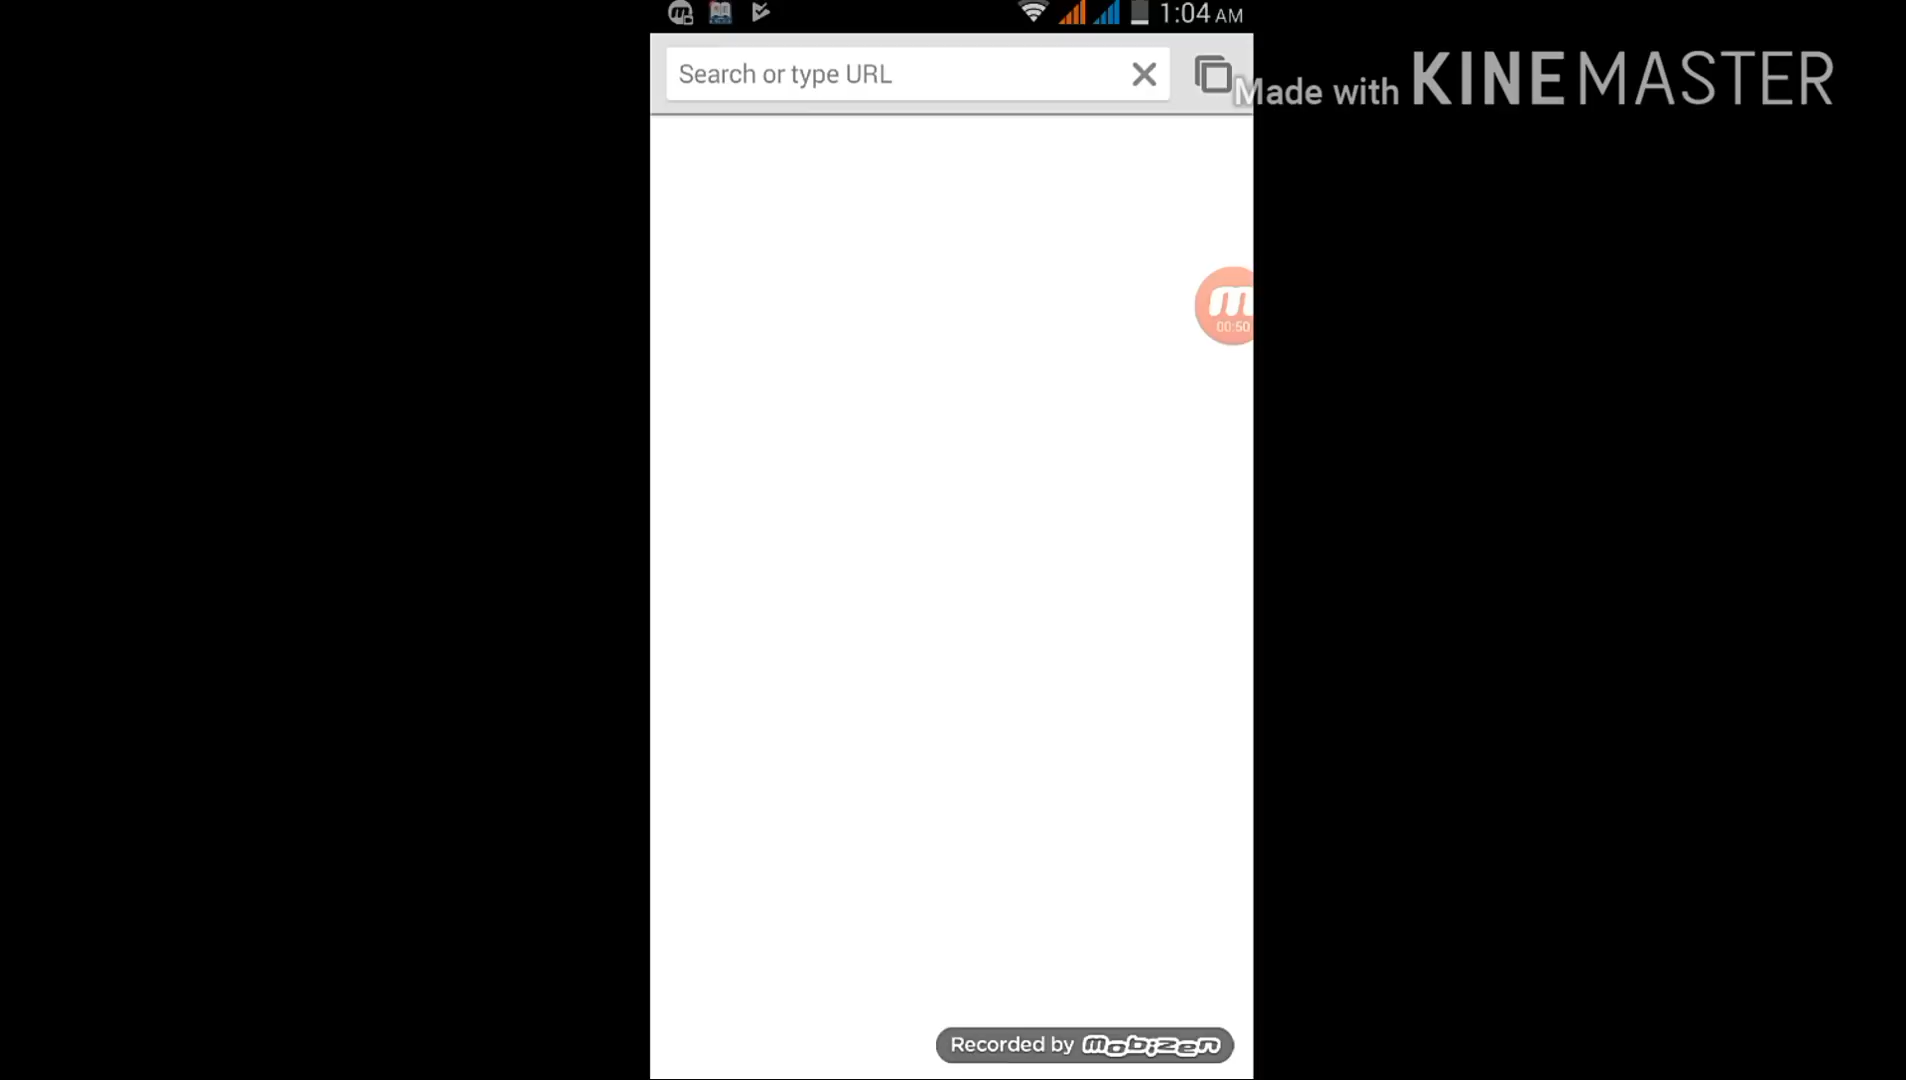 1:04 AM
Search or type URL
Made with KINEMASTER
00:50
Recorded by mobizen